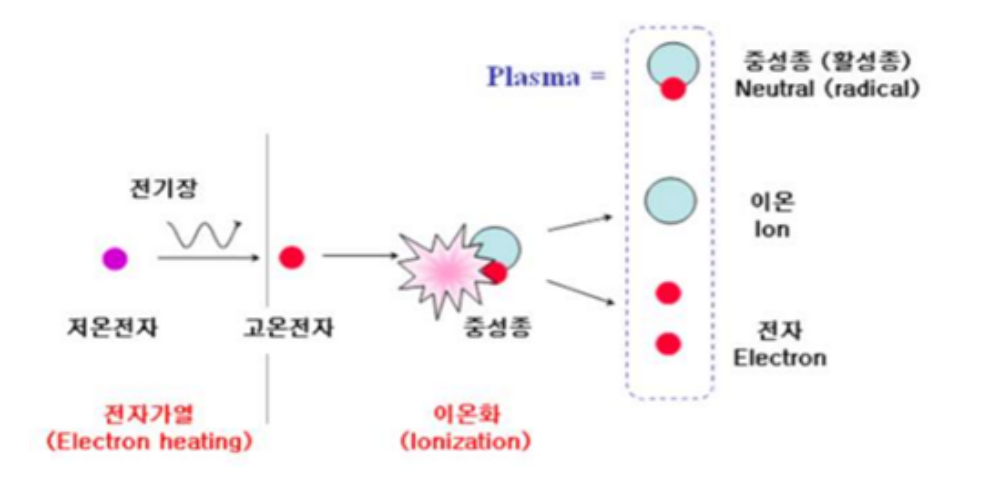 Plasma =
중성종 (활성종)
Neutral (radical)
전기장
이온
Ion
저온전자
고온전자
중성종
전자
Electron
전자가열
(Electron heating)
이온화
(Ionization)